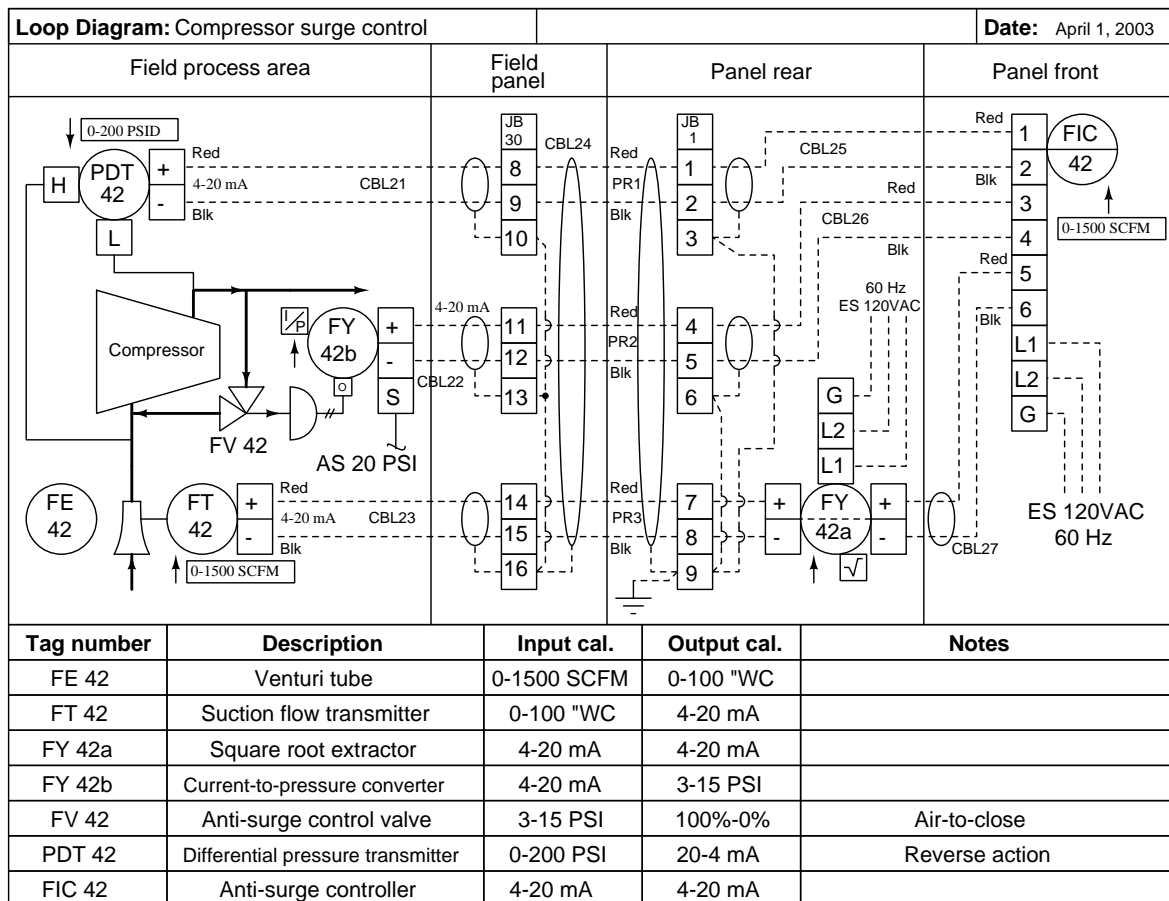 Loop Diagram: Compressor surge control
Date: April 1, 2003
Field process area
Field
panel
Panel rear
Panel front
0-200 PSID
H
PDT
42
+
-
L
Red
4-20 mA
Blk
CBL21
JB
30
8
9
10
CBL24
Red
PR1
Blk
JB
1
1
2
3
CBL25
CBL26
Red
Blk
Red
Blk
Red
Blk
1
2
3
4
5
6
L1
L2
G
FIC
42
0-1500 SCFM
Compressor
I/P
FY
42b
O
+
-
S
4-20 mA
CBL22
11
12
13
Red
PR2
Blk
4
5
6
60 Hz
ES 120VAC
G
L2
L1
FV 42
AS 20 PSI
FE
42
FT
42
+
-
Red
4-20 mA
Blk
CBL23
0-1500 SCFM
14
15
16
Red
PR3
Blk
7
8
9
+
-
FY
42a
+
-
√
CBL27
ES 120VAC
60 Hz
Tag number Description Input cal. Output cal. Notes
FE 42 Venturi tube 0-1500 SCFM 0-100 "WC
FT 42 Suction flow transmitter 0-100 "WC 4-20 mA
FY 42a Square root extractor 4-20 mA 4-20 mA
FY 42b Current-to-pressure converter 4-20 mA 3-15 PSI
FV 42 Anti-surge control valve 3-15 PSI 100%-0% Air-to-close
PDT 42 Differential pressure transmitter 0-200 PSI 20-4 mA Reverse action
FIC 42 Anti-surge controller 4-20 mA 4-20 mA